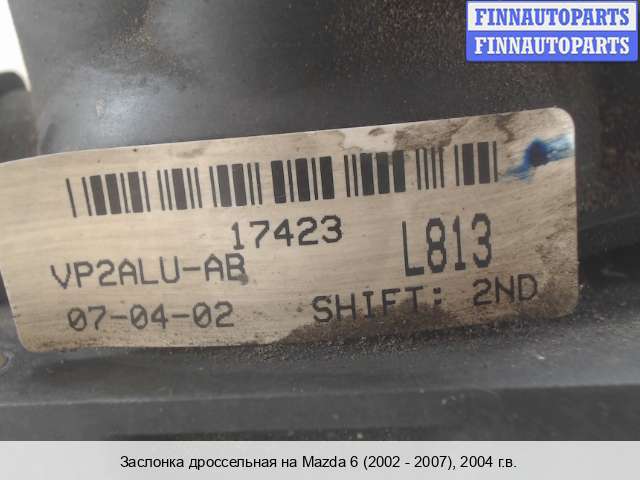 FINNAUTOPARTS
FINNAUTOPARTS
17423
VP2ALU-AB
L813
07-04-02
SHIFT: 2ND
Заслонка дроссельная на Mazda 6 (2002 - 2007), 2004 г.в.